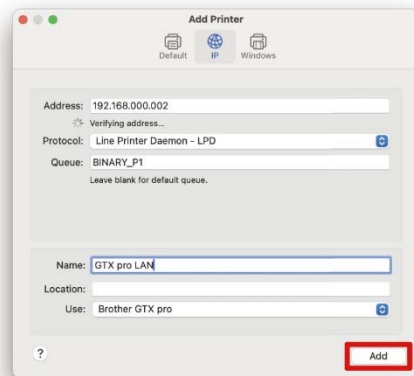 Add Printer
Default IP Windows
Address: 192.168.000.002
Verifying address...
Protocol: Line Printer Daemon - LPD
Queue: BINARY_P1
Leave blank for default queue.
Name: GTX pro LAN
Location:
Use: Brother GTX pro
? Add